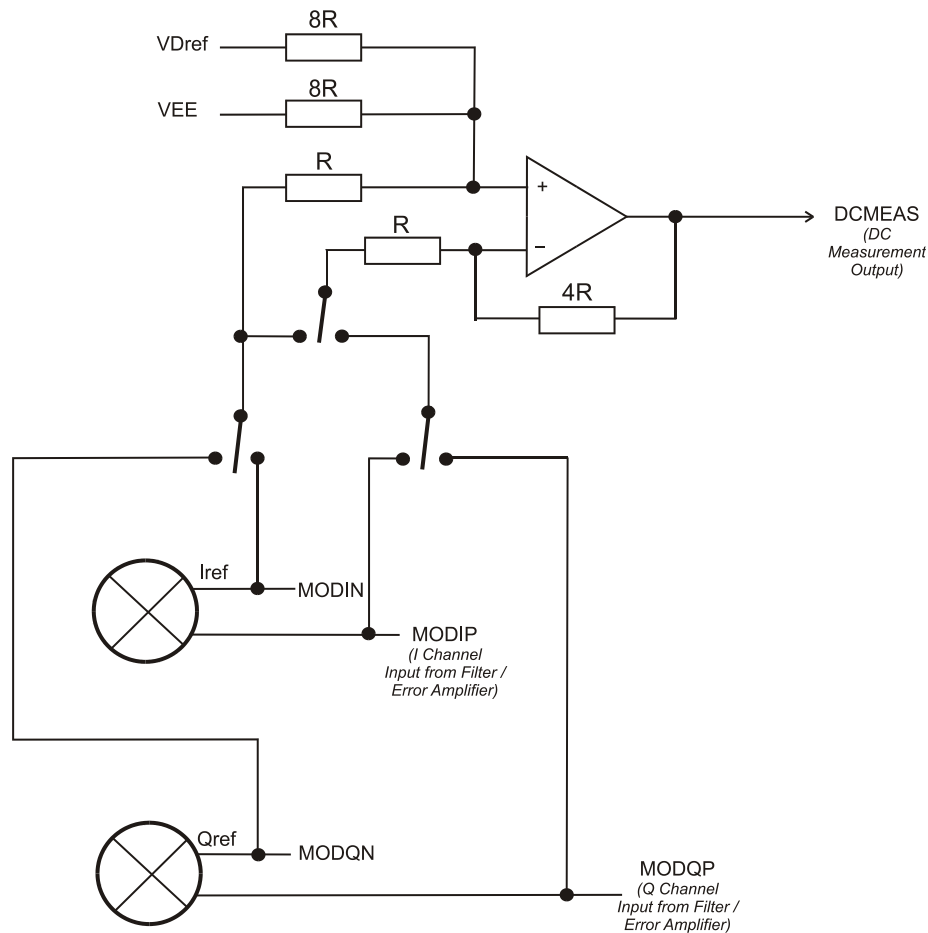 8R
VDref
8R
VEE
R
+
R
−
DCMEAS
(DC
Measurement
Output)
4R
Iref
MODIN
MODIP
(I Channel
Input from Filter /
Error Amplifier)
Qref
MODQN
MODQP
(Q Channel
Input from Filter /
Error Amplifier)